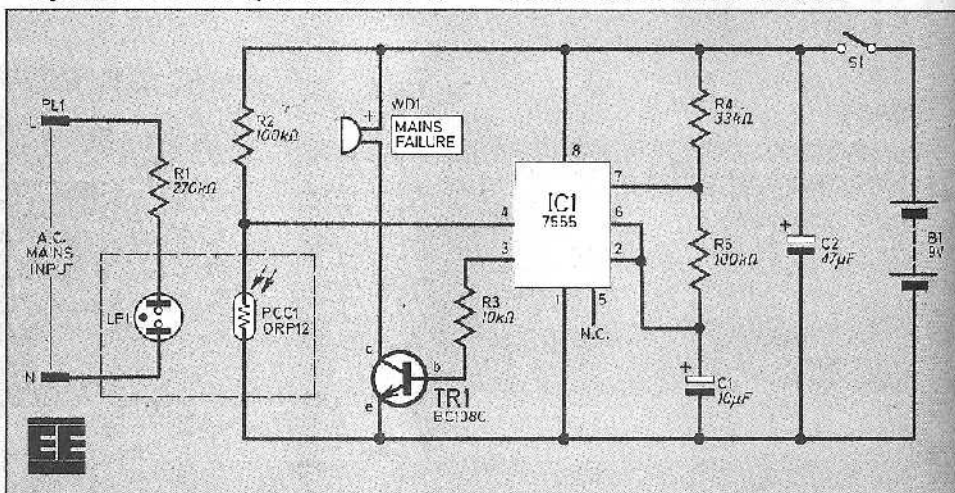 PL1
L
R1
270kΩ
A.C.
MAINS
INPUT
LP1
N
R2
100kΩ
PCC1
ORP12
+
WD1
MAINS
FAILURE
c
b
e
TR1
BC108C
R3
10kΩ
8
7
6
4
3
2
1
5
IC1
7555
N.C.
R4
33kΩ
R5
100kΩ
+
C1
10µF
+
C2
47µF
S1
B1
9V
EE